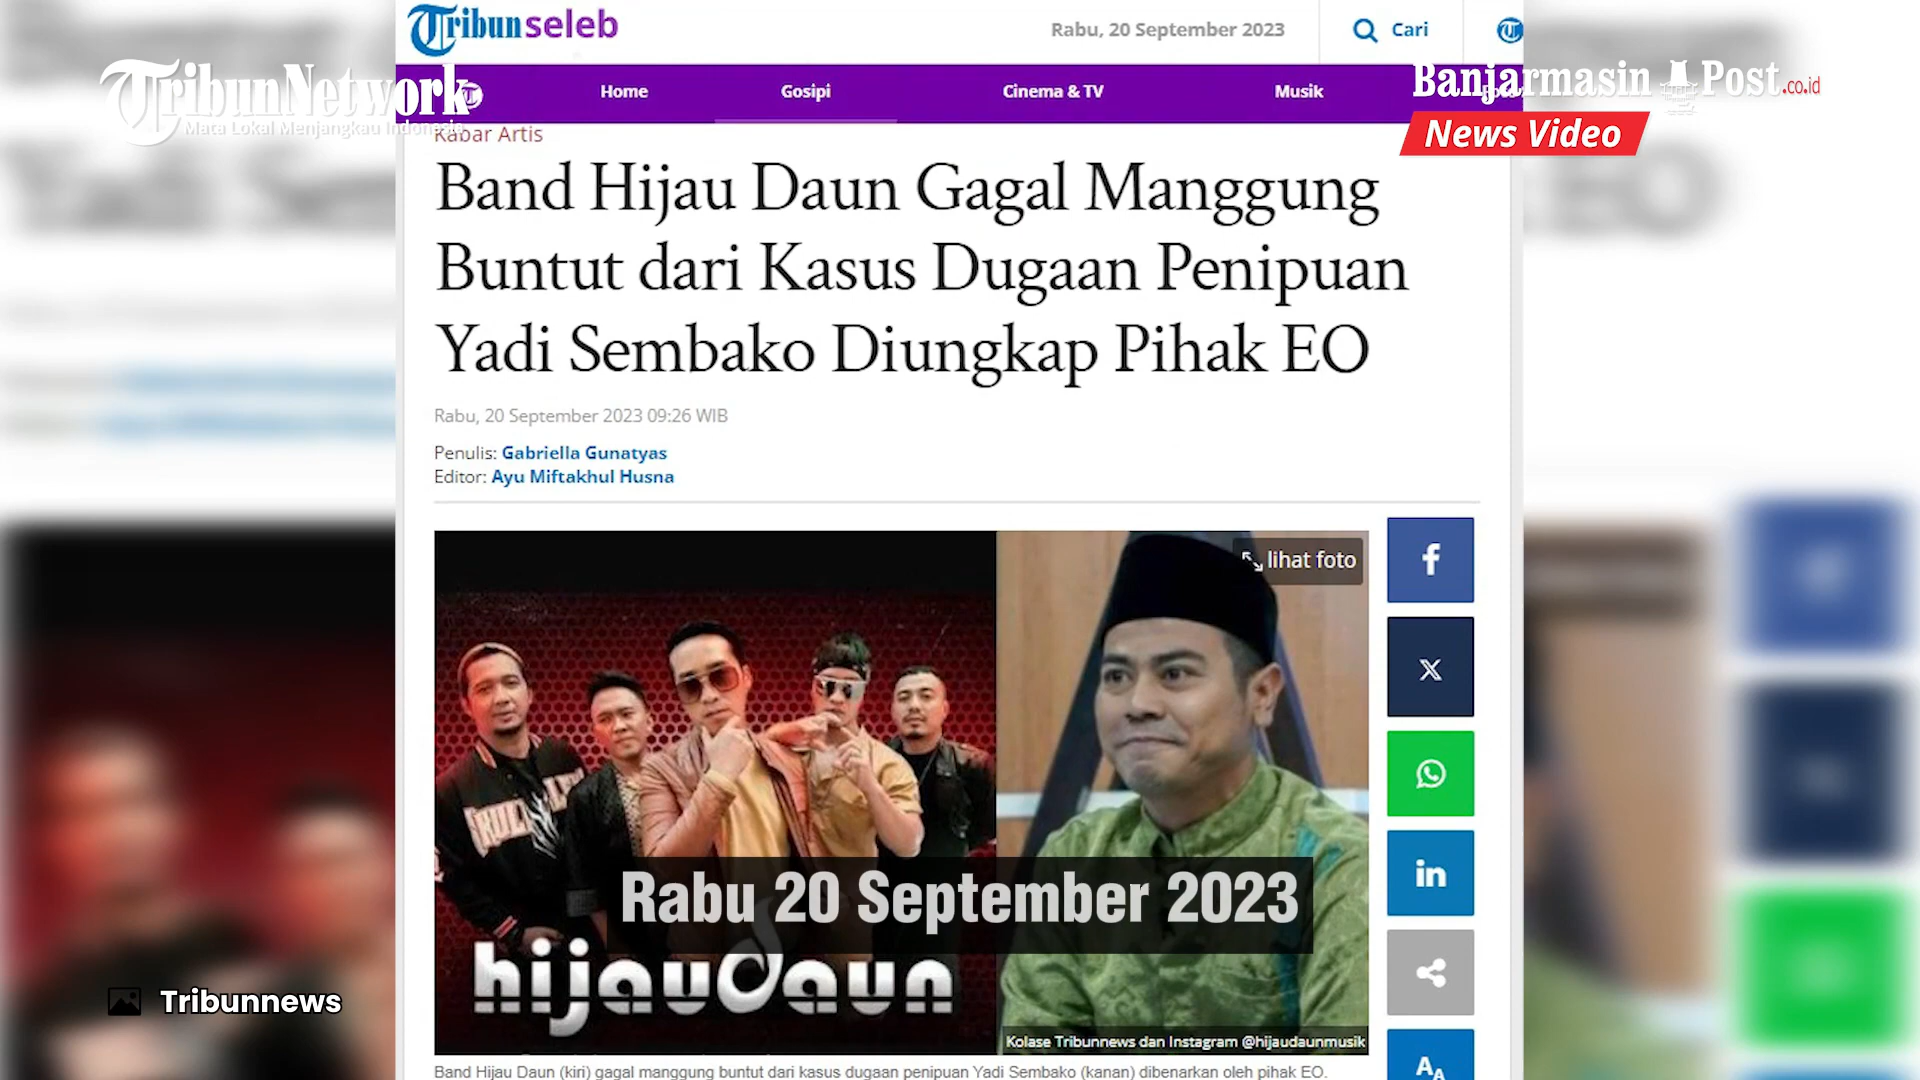 Tribun seleb
Rabu, 20 September 2023
Cari
TribunNetwork
Mata Lokal Menjangkau Indonesia
Home
Gosipi
Cinema & TV
Musik
Banjarmasin Post.co.id
News Video
Kabar Artis
Band Hijau Daun Gagal Manggung
Buntut dari Kasus Dugaan Penipuan
Yadi Sembako Diungkap Pihak EO
Rabu, 20 September 2023 09:26 WIB
Penulis: Gabriella Gunatyas
Editor: Ayu Miftakhul Husna
lihat foto
Rabu 20 September 2023
hijaudaun
Tribunnews
Kolase Tribunnews dan Instagram @hijaudaunmusik
Band Hijau Daun (kiri) gagal manggung buntut dari kasus dugaan penipuan Yadi Sembako (kanan) dibenarkan oleh pihak EO.